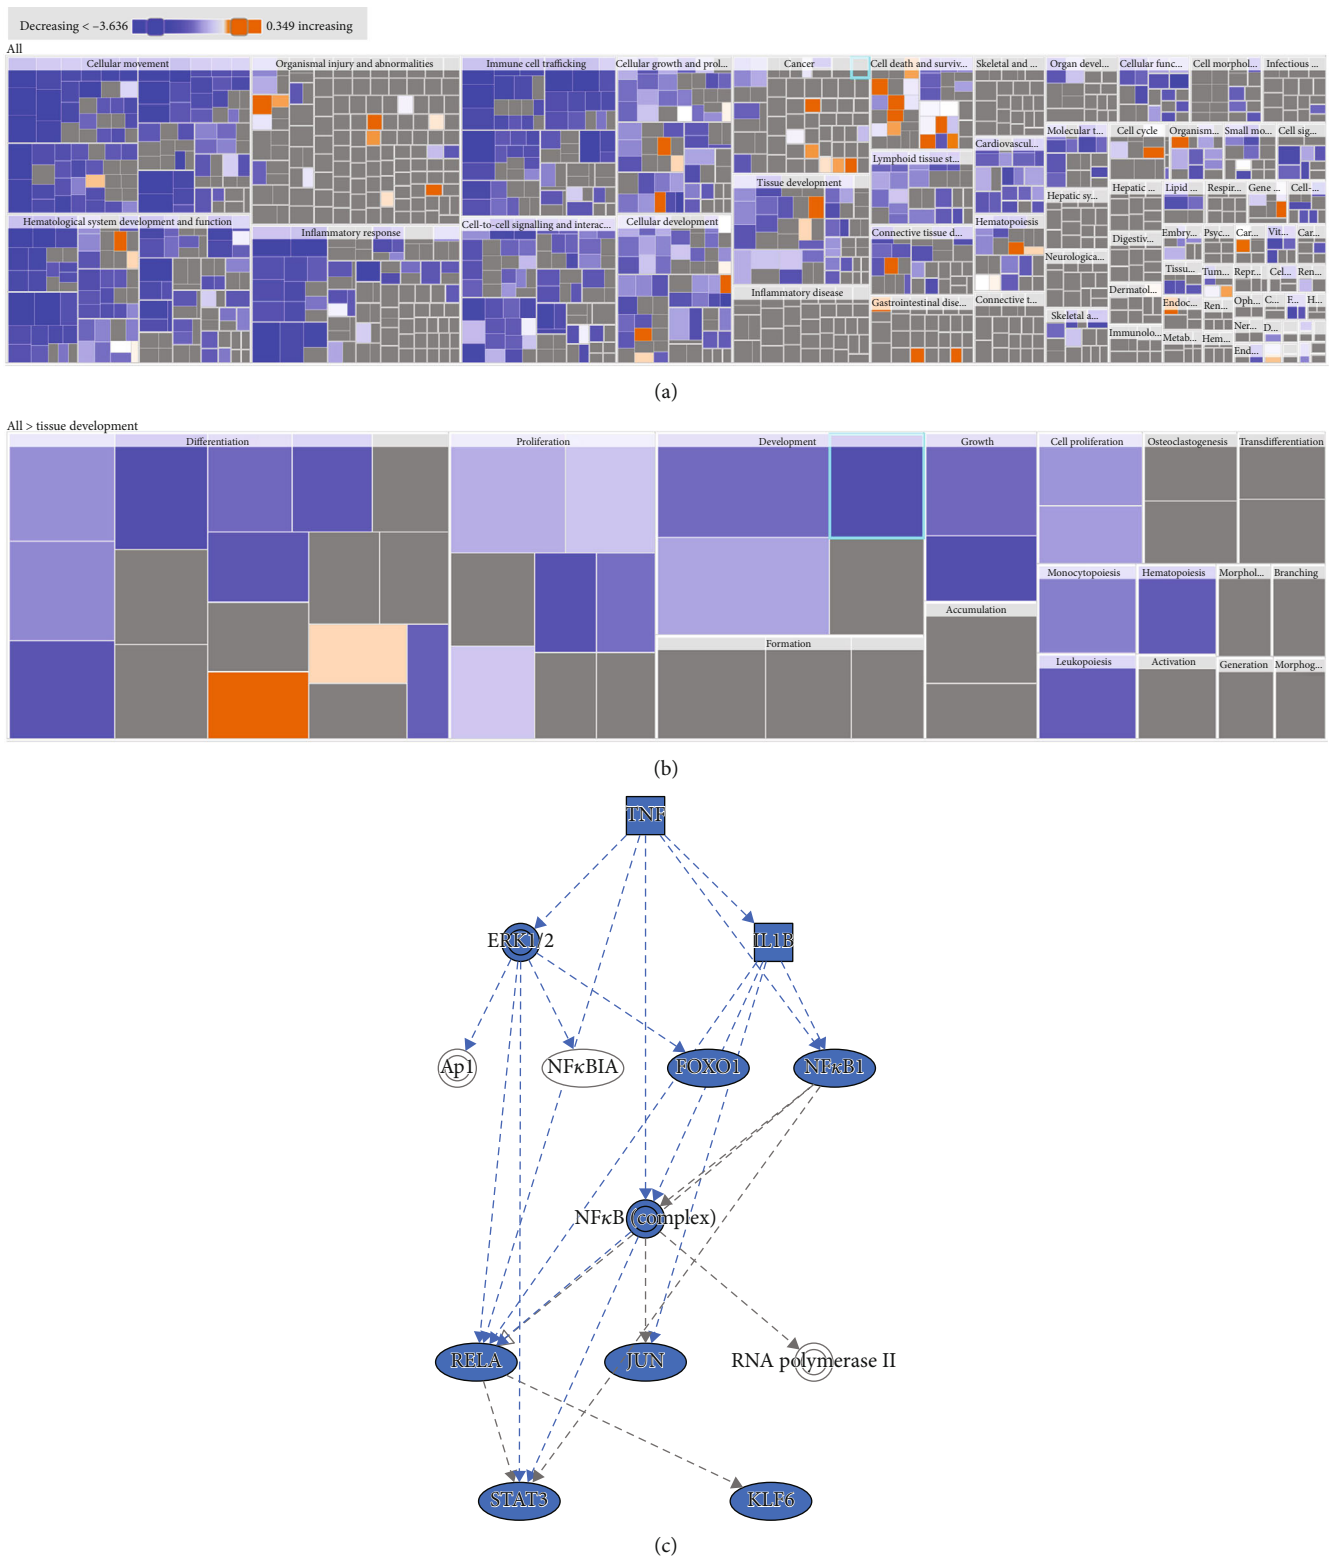 Decreasing < –3.636 0.349 increasing
All
Cellular movement Organismal injury and abnormalities Immune cell trafficking Cellular growth and prol... Cancer Cell death and surviv... Skeletal and ... Organ devel... Cellular func... Cell morphol... Infectious ...
Molecular t... Cell cycle Organism... Small mo... Cell sig...
Cardiovascul...
Lymphoid tissue st...
Tissue development Hepatic sy... Hepatic ... Lipid ... Respir... Gene ... Cell-...
Hematological system development and function Cell-to-cell signalling and interac... Cellular development Hematopoiesis
Inflammatory response Connective tissue d... Digestiv... Embry... Psyc... Car... Vit... Car...
Neurologica... Tissu... Tum... Repr... Cel... Ren...
Inflammatory disease Gastrointestinal dise... Connective t... Dermatol... Endoc... Ren... Oph... C... F... H...
Skeletal a... Immunolo... Metab... Hem... Ner... D...
End...
(a)
All > tissue development
Differentiation Proliferation Development Growth Cell proliferation Osteoclastogenesis Transdifferentiation
Monocytopoiesis Hematopoiesis Morphol... Branching
Accumulation
Formation
Leukopoiesis Activation Generation Morphog...
(b)
TNF
ERK1/2 IL1B
Ap1 NFκBIA FOXO1 NFκB1
NFκB (complex)
RELA JUN RNA polymerase II
STAT3 KLF6
(c)